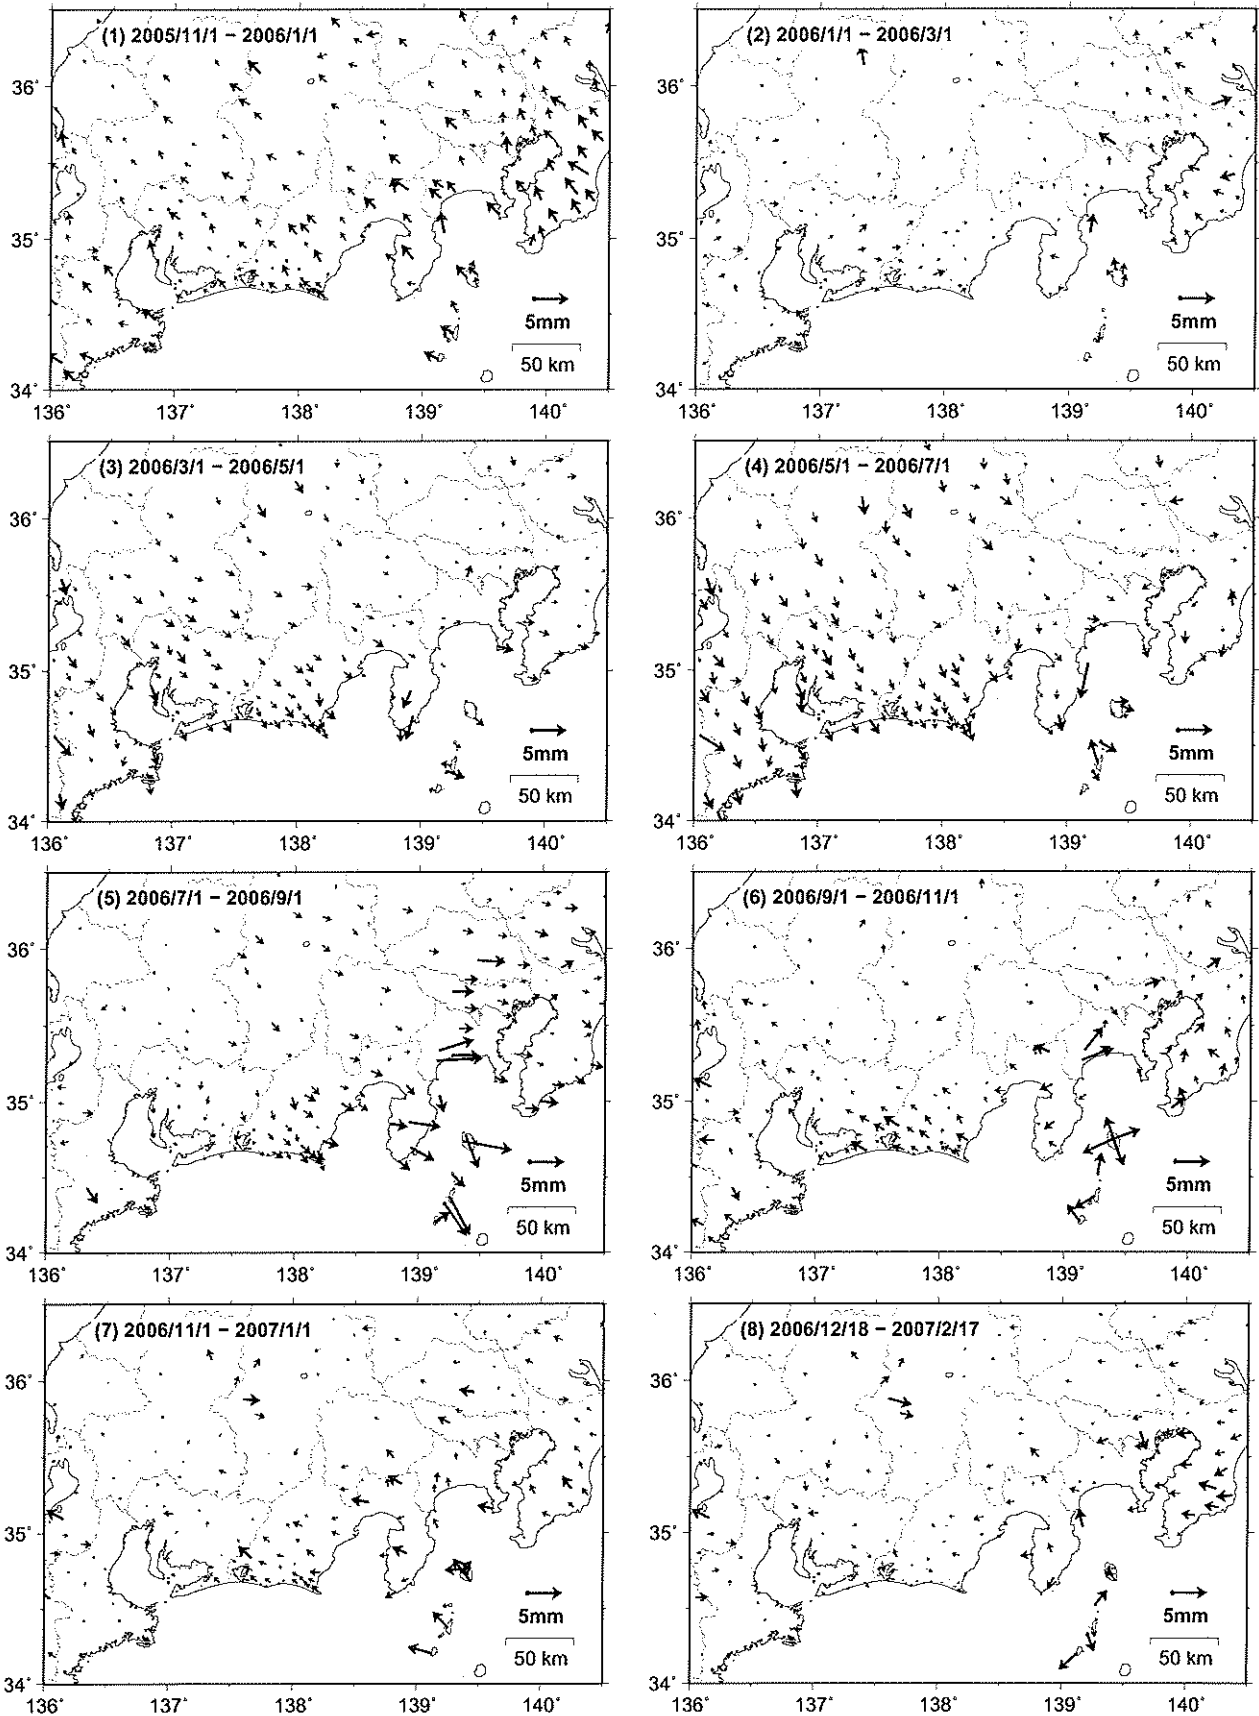 (1) 2005/11/1 – 2006/1/1
36°
35°
34°
5mm
50 km
136° 137° 138° 139° 140°
(2) 2006/1/1 – 2006/3/1
36°
35°
34°
5mm
50 km
136° 137° 138° 139° 140°
(3) 2006/3/1 – 2006/5/1
36°
35°
34°
5mm
50 km
136° 137° 138° 139° 140°
(4) 2006/5/1 – 2006/7/1
36°
35°
34°
5mm
50 km
136° 137° 138° 139° 140°
(5) 2006/7/1 – 2006/9/1
36°
35°
34°
5mm
50 km
136° 137° 138° 139° 140°
(6) 2006/9/1 – 2006/11/1
36°
35°
34°
5mm
50 km
136° 137° 138° 139° 140°
(7) 2006/11/1 – 2007/1/1
36°
35°
34°
5mm
50 km
136° 137° 138° 139° 140°
(8) 2006/12/18 – 2007/2/17
36°
35°
34°
5mm
50 km
136° 137° 138° 139° 140°